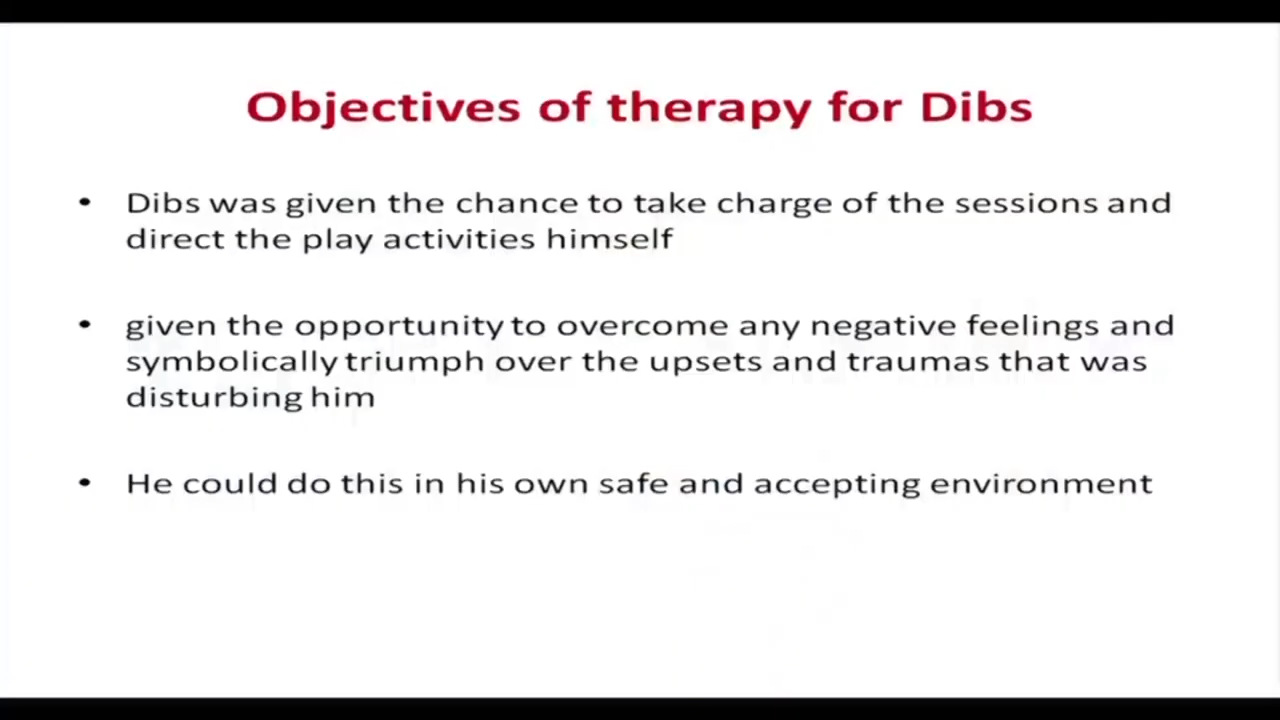 Objectives of therapy for Dibs
• Dibs was given the chance to take charge of the sessions and
direct the play activities himself
• given the opportunity to overcome any negative feelings and
symbolically triumph over the upsets and traumas that was
disturbing him
• He could do this in his own safe and accepting environment